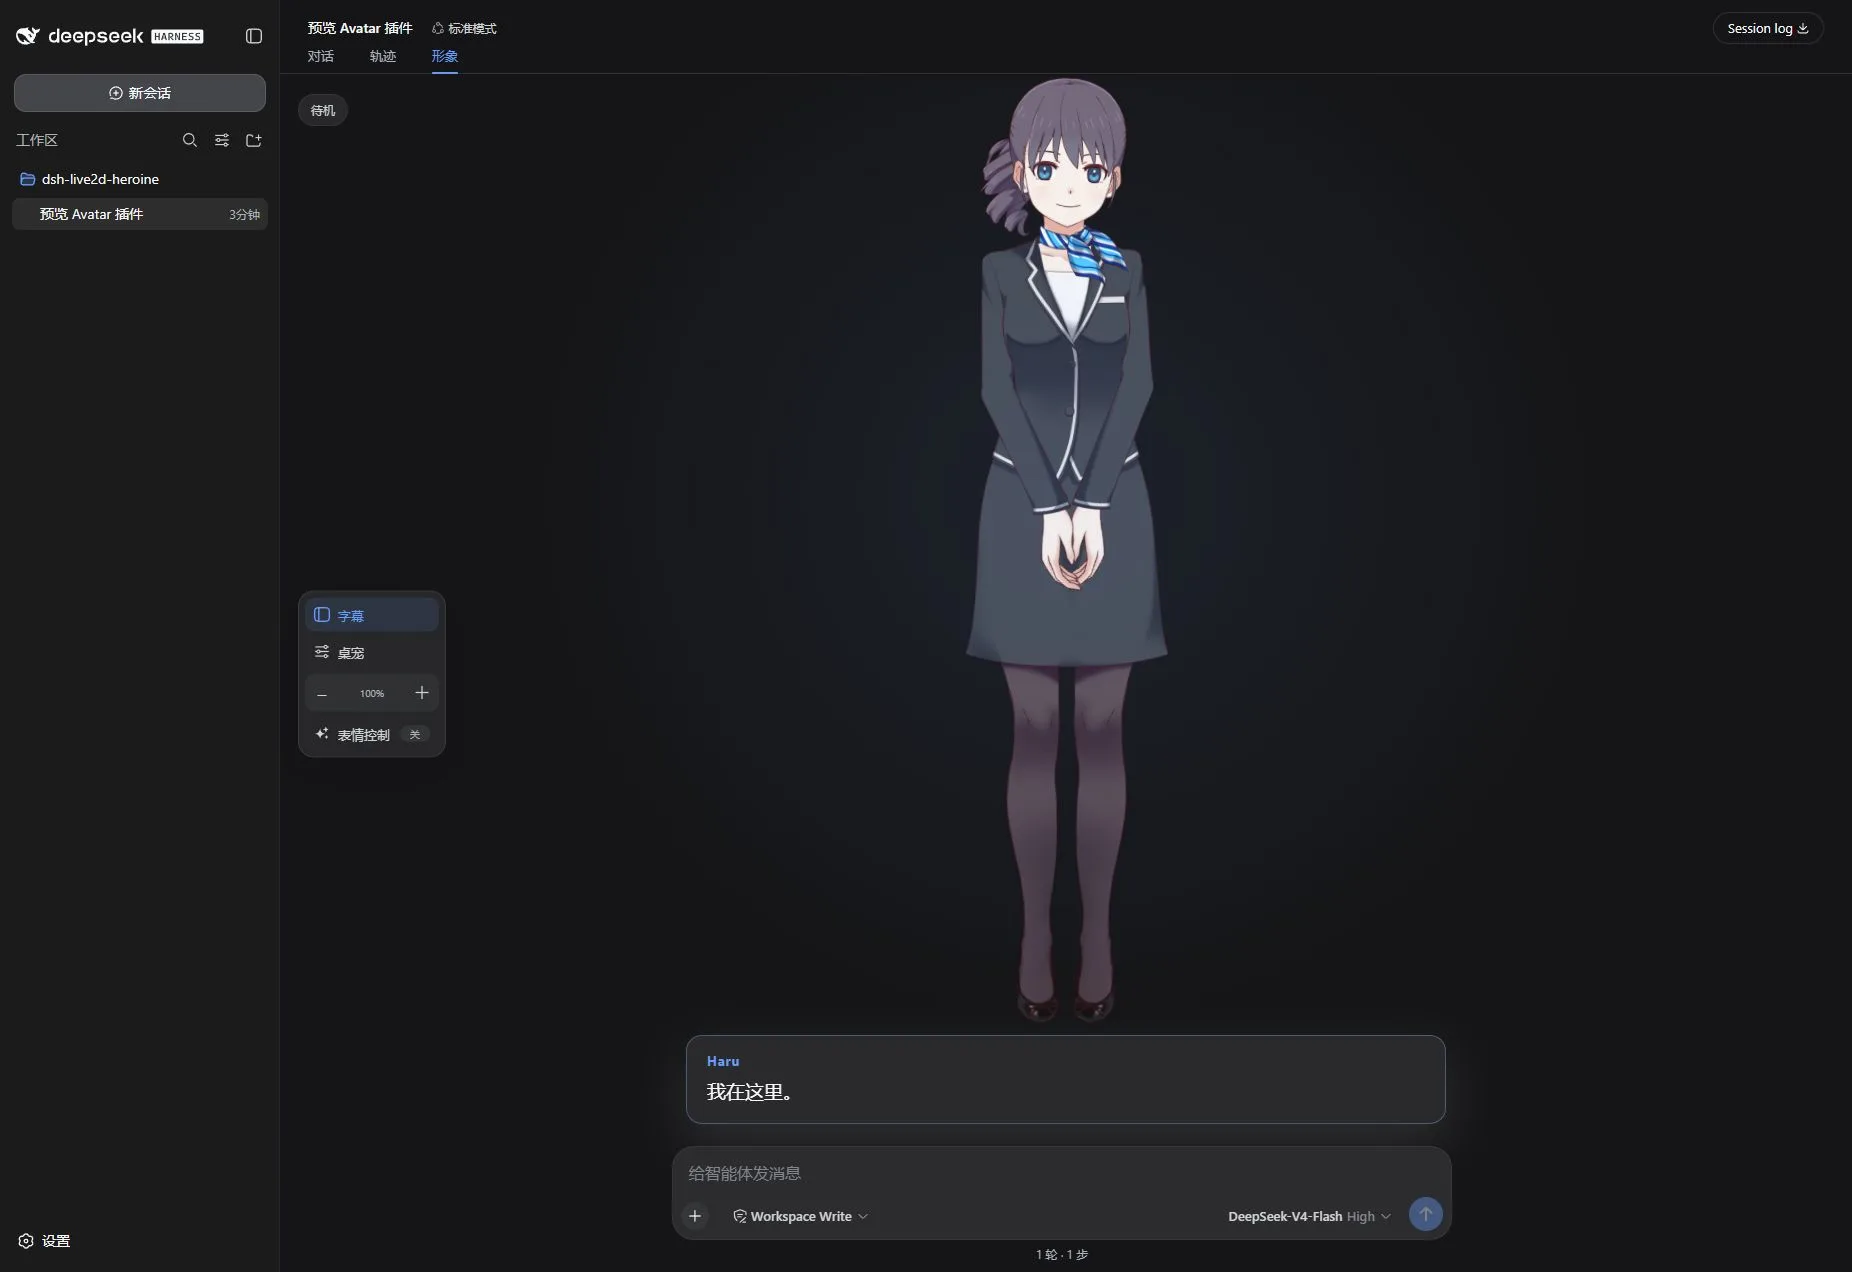 deepseek HARNESS
新会话
工作区
dsh-live2d-heroine
预览 Avatar 插件 3分钟
设置
预览 Avatar 插件 标准模式
Session log
对话 轨迹 形象
待机
字幕
桌宠
100%
表情控制 关
Haru
我在这里。
给智能体发消息
Workspace Write
DeepSeek-V4-Flash High
1 轮 · 1 步